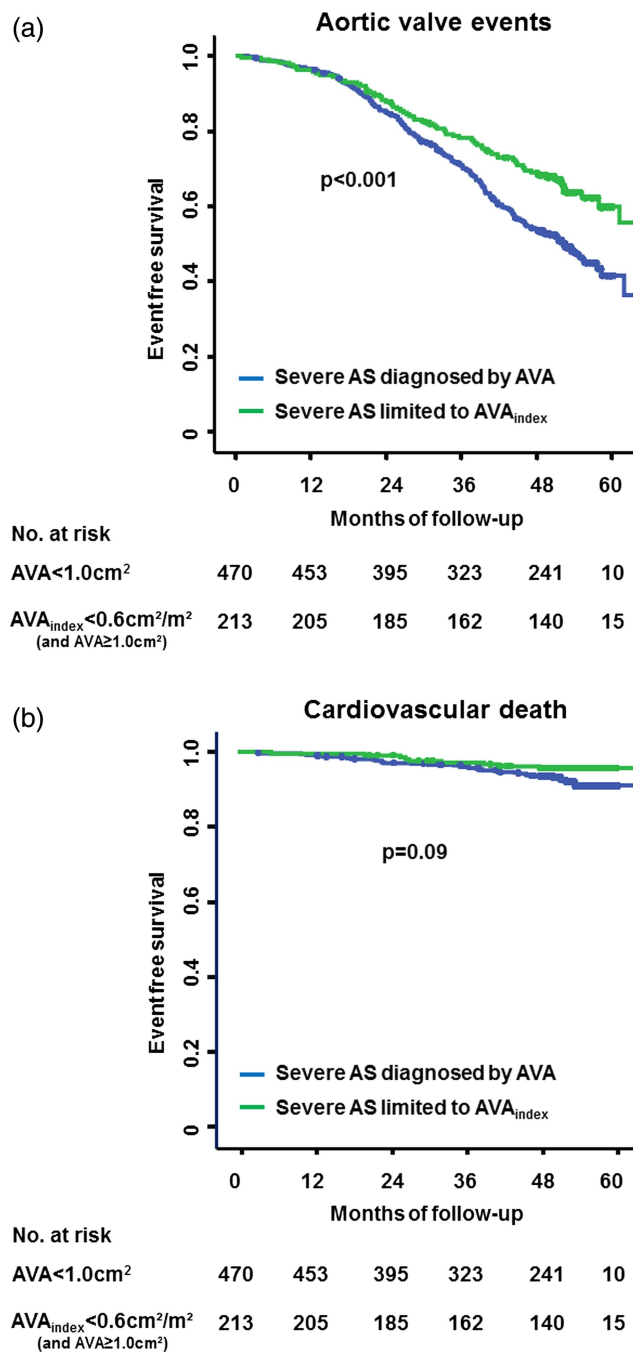 (a)
Aortic valve events
Event free survival
1.0
0.8
0.6
0.4
0.2
0
p<0.001
Severe AS diagnosed by AVA
Severe AS limited to AVAindex
0 12 24 36 48 60
Months of follow-up
No. at risk
AVA<1.0cm² 470 453 395 323 241 10
AVAindex<0.6cm²/m² 213 205 185 162 140 15
(and AVA≥1.0cm²)
(b)
Cardiovascular death
Event free survival
1.0
0.8
0.6
0.4
0.2
0
p=0.09
Severe AS diagnosed by AVA
Severe AS limited to AVAindex
0 12 24 36 48 60
Months of follow-up
No. at risk
AVA<1.0cm² 470 453 395 323 241 10
AVAindex<0.6cm²/m² 213 205 185 162 140 15
(and AVA≥1.0cm²)